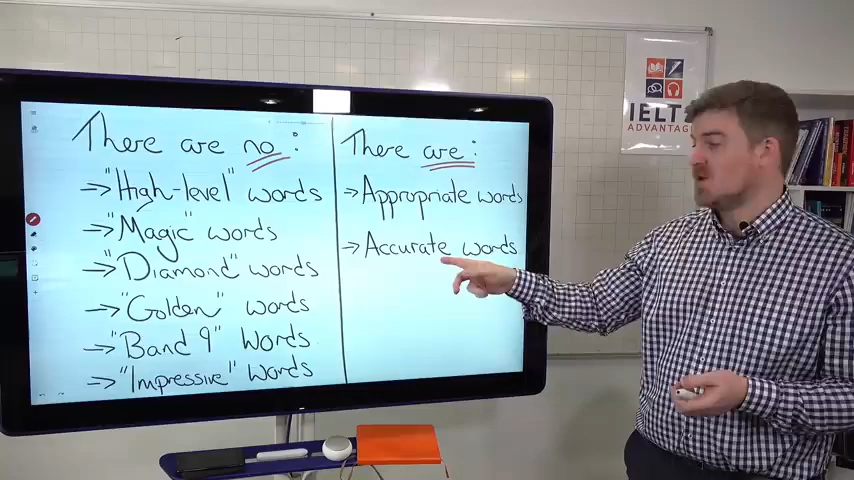 There are no:
→ "High-level" words
→ "Magic" words
→ "Diamond" words
→ "Golden" words
→ "Band 9" Words
→ "Impressive" words
There are:
→ Appropriate words
→ Accurate words
IELTS
ADVANTAGE